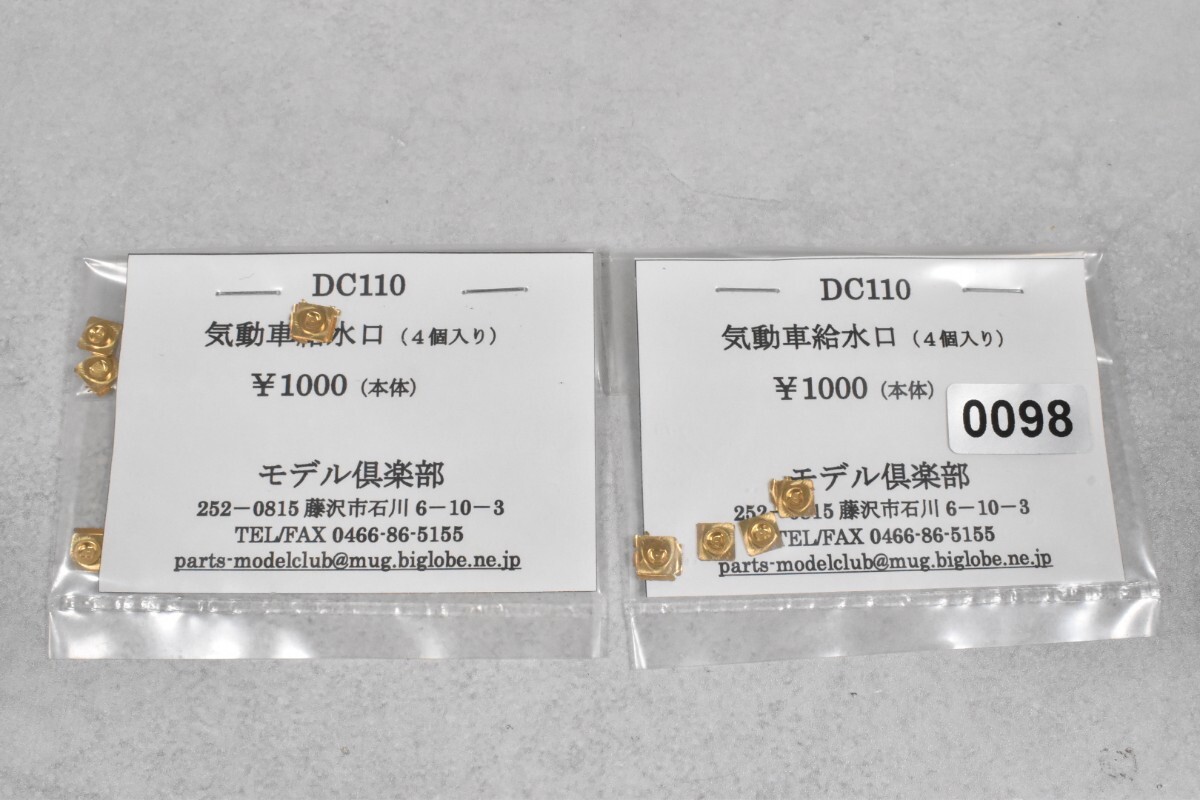 DC110
気動車給水口（4個入り）
￥1000（本体）
モデル倶楽部
252－0815 藤沢市石川 6－10－3
TEL/FAX 0466-86-5155
parts-modelclub@mug.biglobe.ne.jp
DC110
気動車給水口（4個入り）
￥1000（本体）
0098
モデル倶楽部
252－0815 藤沢市石川 6－10－3
TEL/FAX 0466-86-5155
parts-modelclub@mug.biglobe.ne.jp